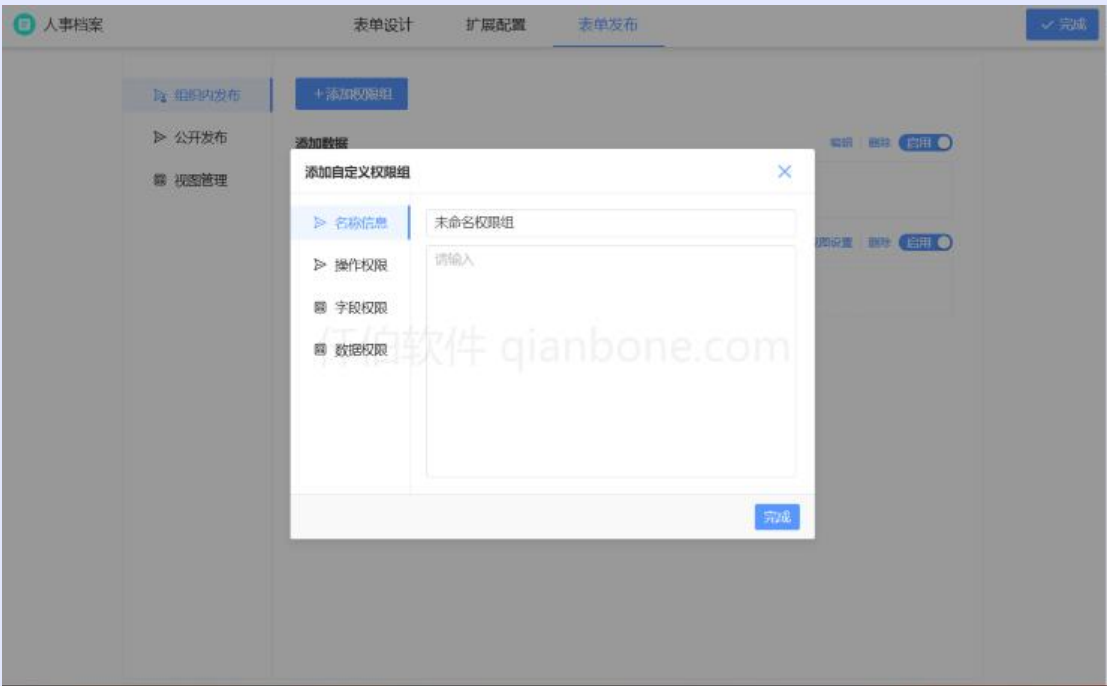 人事档案
表单设计
扩展配置
表单发布
完成
组织内发布
公开发布
视图管理
+添加权限组
添加数据
编辑
删除
启用
添加自定义权限组
名称信息
操作权限
字段权限
数据权限
未命名权限组
请输入
设置
删除
启用
仟伯软件 qianbone.com
完成